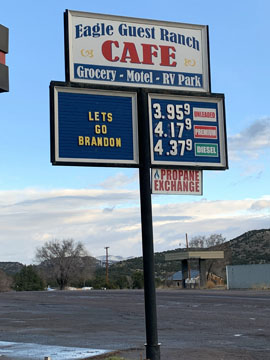 Eagle Guest Ranch
CAFE
Grocery - Motel - RV Park
LETS
GO
BRANDON
3.95⁹ UNLEADED
4.17⁹ PREMIUM
4.37⁹ DIESEL
PROPANE
EXCHANGE